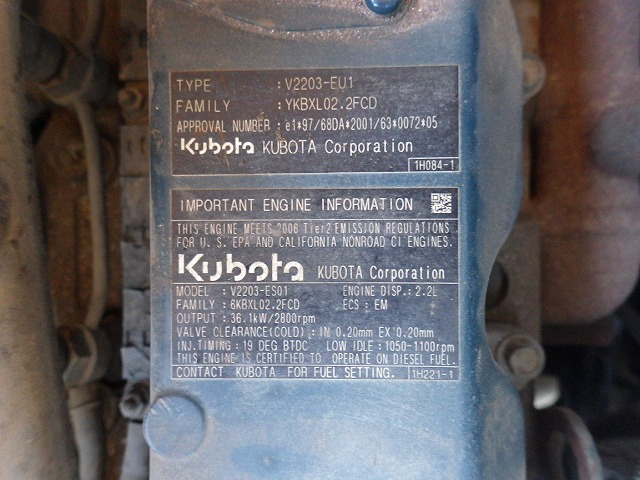 TYPE : V2203-EU1
FAMILY : YKBXL02.2FCD
APPROVAL NUMBER : e1*97/68DA*2001/63*0072*05
Kubota KUBOTA Corporation
1H084-1
IMPORTANT ENGINE INFORMATION
THIS ENGINE MEETS 2006 Tier2 EMISSION REGULATIONS
FOR U. S. EPA AND CALIFORNIA NONROAD CI ENGINES.
Kubota KUBOTA Corporation
MODEL : V2203-ES01 ENGINE DISP.: 2.2L
FAMILY : 6KBXL02.2FCD ECS : EM
OUTPUT : 36.1kW/2800rpm
VALVE CLEARANCE(COLD) : IN 0.20mm EX 0.20mm
INJ.TIMING : 19 DEG BTDC LOW IDLE : 1050-1100rpm
THIS ENGINE IS CERTIFIED TO OPERATE ON DIESEL FUEL.
CONTACT KUBOTA FOR FUEL SETTING. 1H221-1